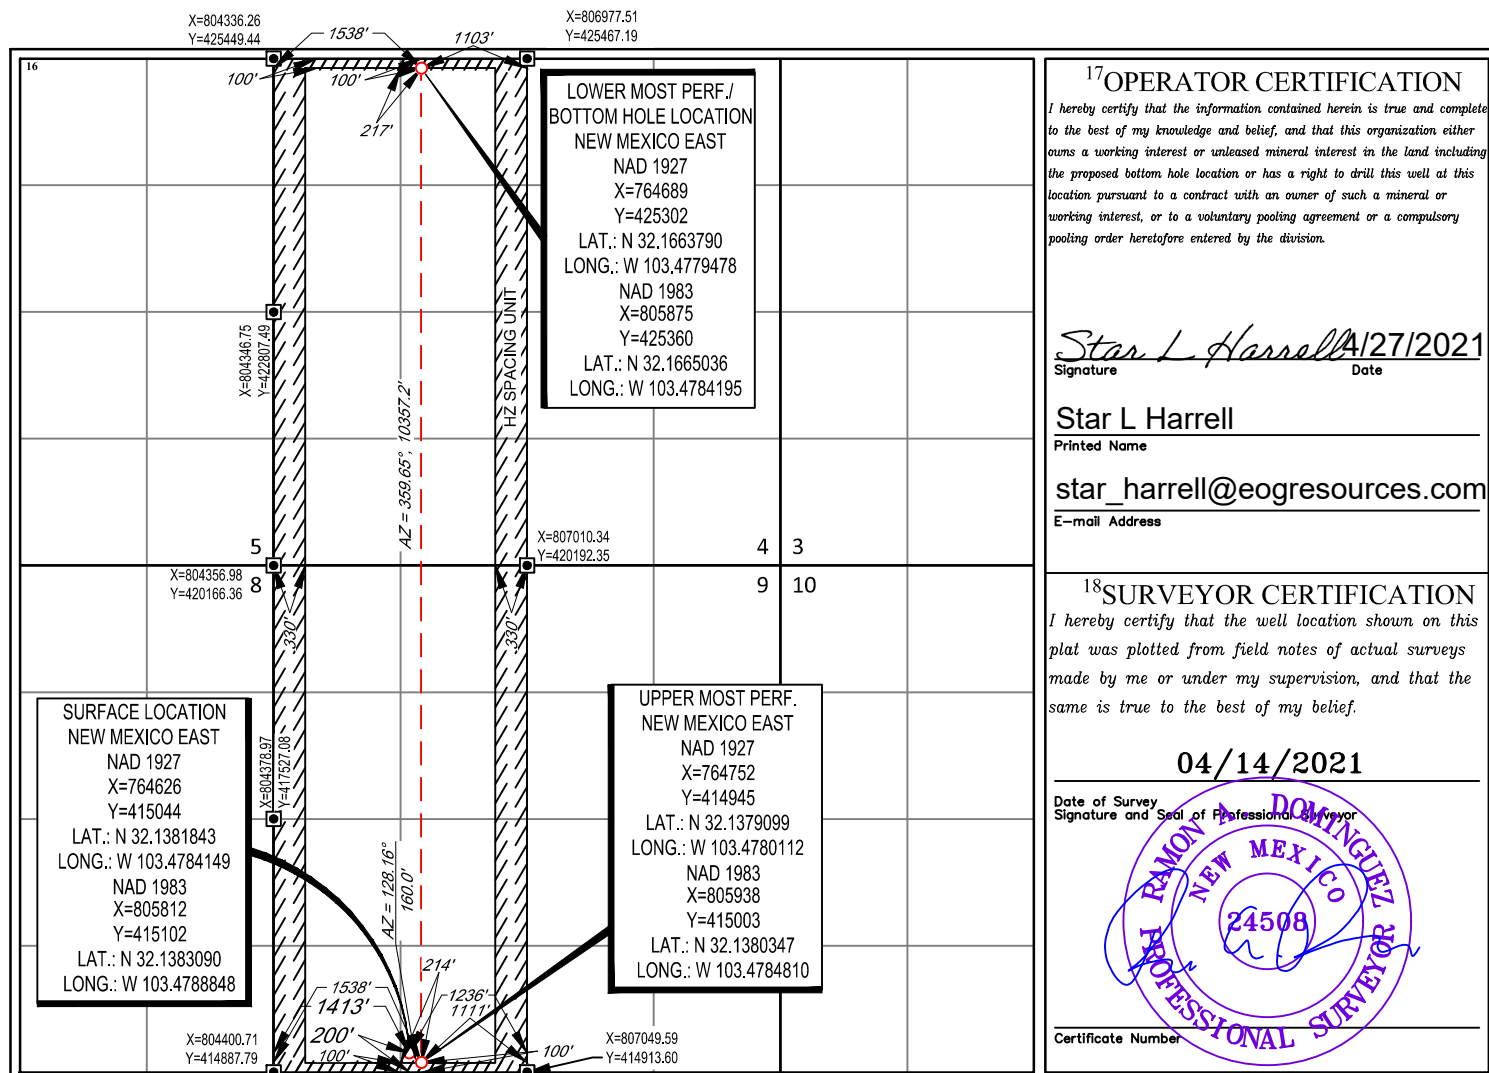 X=804336.26
Y=425449.44
X=806977.51
Y=425467.19
16
1538'
1103'
100'
100'
217'
LOWER MOST PERF./
BOTTOM HOLE LOCATION
NEW MEXICO EAST
NAD 1927
X=764689
Y=425302
LAT.: N 32.1663790
LONG.: W 103.4779478
NAD 1983
X=805875
Y=425360
LAT.: N 32.1665036
LONG.: W 103.4784195
X=804346.75
Y=422807.49
AZ = 359.65°, 10357.2'
HZ SPACING UNIT
5
4
3
X=807010.34
Y=420192.35
X=804356.98
Y=420166.36
8
9
10
330'
330'
SURFACE LOCATION
NEW MEXICO EAST
NAD 1927
X=764626
Y=415044
LAT.: N 32.1381843
LONG.: W 103.4784149
NAD 1983
X=805812
Y=415102
LAT.: N 32.1383090
LONG.: W 103.4788848
X=804378.97
Y=417527.08
UPPER MOST PERF.
NEW MEXICO EAST
NAD 1927
X=764752
Y=414945
LAT.: N 32.1379099
LONG.: W 103.4780112
NAD 1983
X=805938
Y=415003
LAT.: N 32.1380347
LONG.: W 103.4784810
AZ = 128.16°
160.0'
214'
1538'
1413'
1236'
1111'
200'
100'
100'
X=804400.71
Y=414887.79
X=807049.59
Y=414913.60
17OPERATOR CERTIFICATION
I hereby certify that the information contained herein is true and complete
to the best of my knowledge and belief, and that this organization either
owns a working interest or unleased mineral interest in the land including
the proposed bottom hole location or has a right to drill this well at this
location pursuant to a contract with an owner of such a mineral or
working interest, or to a voluntary pooling agreement or a compulsory
pooling order heretofore entered by the division.
Star L Harrell 4/27/2021
Signature Date
Star L Harrell
Printed Name
star_harrell@eogresources.com
E-mail Address
18SURVEYOR CERTIFICATION
I hereby certify that the well location shown on this
plat was plotted from field notes of actual surveys
made by me or under my supervision, and that the
same is true to the best of my belief.
04/14/2021
Date of Survey
Signature and Seal of Professional Surveyor
RAMON A. DOMINGUEZ
NEW MEXICO
24508
PROFESSIONAL SURVEYOR
Certificate Number